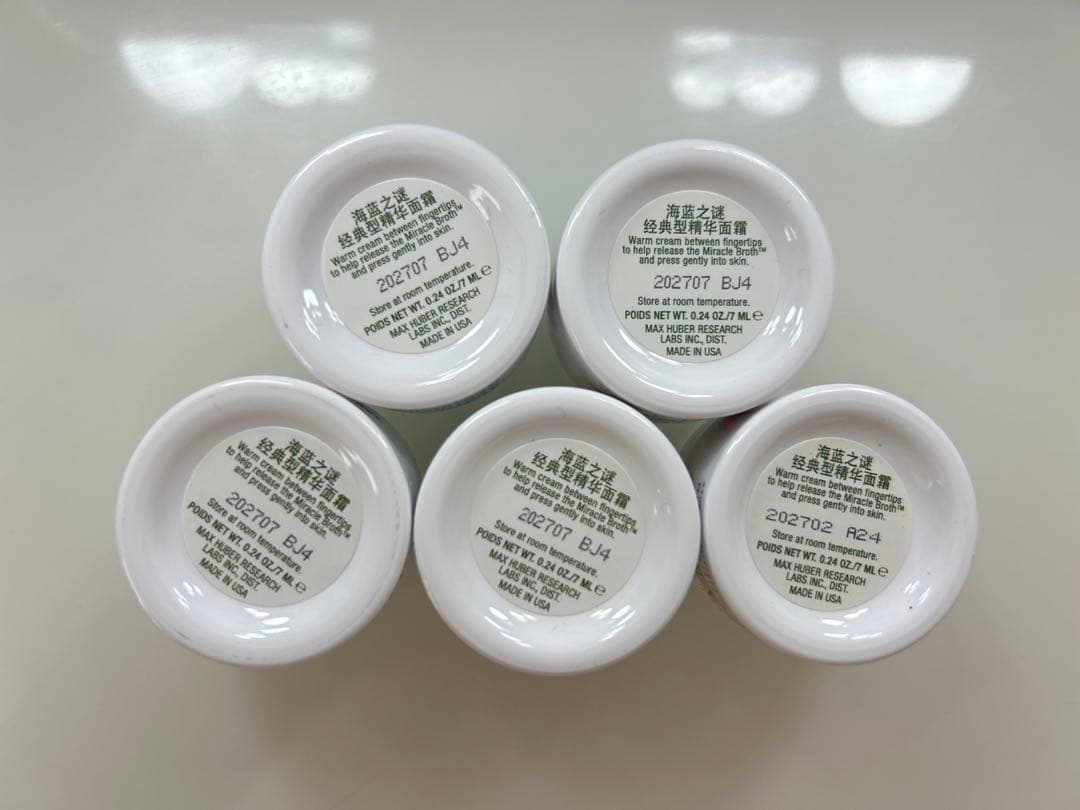 海蓝之谜
经典型精华面霜
Warm cream between fingertips
to help release the Miracle Broth™
and press gently into skin.
202707 BJ4
Store at room temperature.
POIDS NET WT. 0.24 OZ./7 ML℮
MAX HUBER RESEARCH
LABS INC., DIST.
MADE IN USA
海蓝之谜
经典型精华面霜
Warm cream between fingertips
to help release the Miracle Broth™
and press gently into skin.
202707 BJ4
Store at room temperature.
POIDS NET WT. 0.24 OZ./7 ML℮
MAX HUBER RESEARCH
LABS INC., DIST.
MADE IN USA
海蓝之谜
经典型精华面霜
Warm cream between fingertips
to help release the Miracle Broth™
and press gently into skin.
202707 BJ4
Store at room temperature.
POIDS NET WT. 0.24 OZ./7 ML℮
MAX HUBER RESEARCH
LABS INC., DIST.
MADE IN USA
海蓝之谜
经典型精华面霜
Warm cream between fingertips
to help release the Miracle Broth™
and press gently into skin.
202707 BJ4
Store at room temperature.
POIDS NET WT. 0.24 OZ./7 ML℮
MAX HUBER RESEARCH
LABS INC., DIST.
MADE IN USA
海蓝之谜
经典型精华面霜
Warm cream between fingertips
to help release the Miracle Broth™
and press gently into skin.
202702 A24
Store at room temperature.
POIDS NET WT. 0.24 OZ./7 ML℮
MAX HUBER RESEARCH
LABS INC., DIST.
MADE IN USA